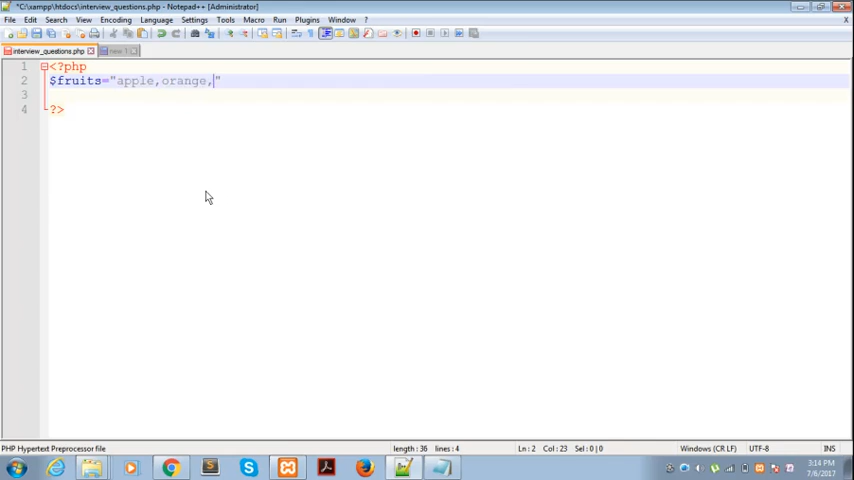 *C:\xampp\htdocs\interview_questions.php - Notepad++ [Administrator]
File Edit Search View Encoding Language Settings Tools Macro Run Plugins Window ?
X
interview_questions.php new 1
1 <?php
2 $fruits="apple,orange,"
3
4 ?>
PHP Hypertext Preprocessor file length : 36 lines : 4 Ln : 2 Col : 23 Sel : 0 | 0 Windows (CR LF) UTF-8 INS
3:14 PM
7/6/2017